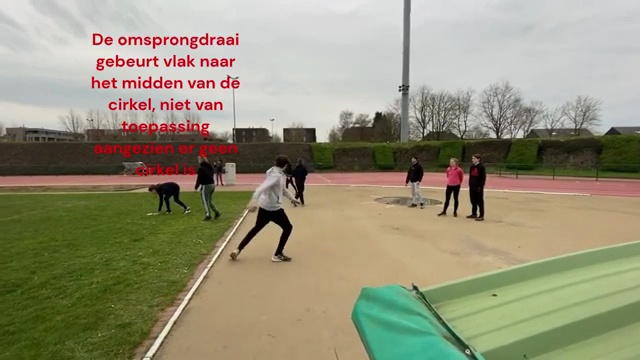 De omsprongdraai
gebeurt vlak naar
het midden van de
cirkel, niet van
toepassing
aangezien er geen
cirkel is